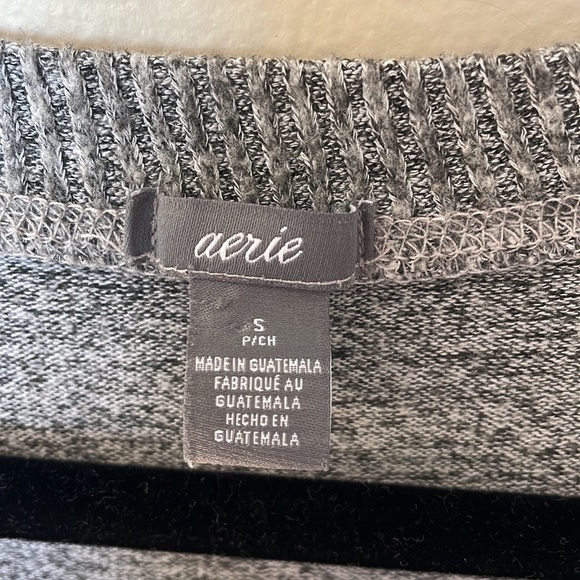 aerie
S
P/CH
MADE IN GUATEMALA
FABRIQUÉ AU
GUATEMALA
HECHO EN
GUATEMALA